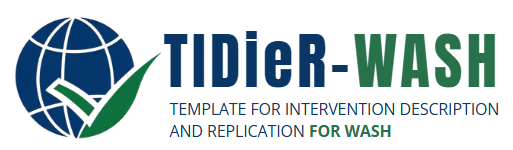 TIDieR-WASH
TEMPLATE FOR INTERVENTION DESCRIPTION
AND REPLICATION FOR WASH